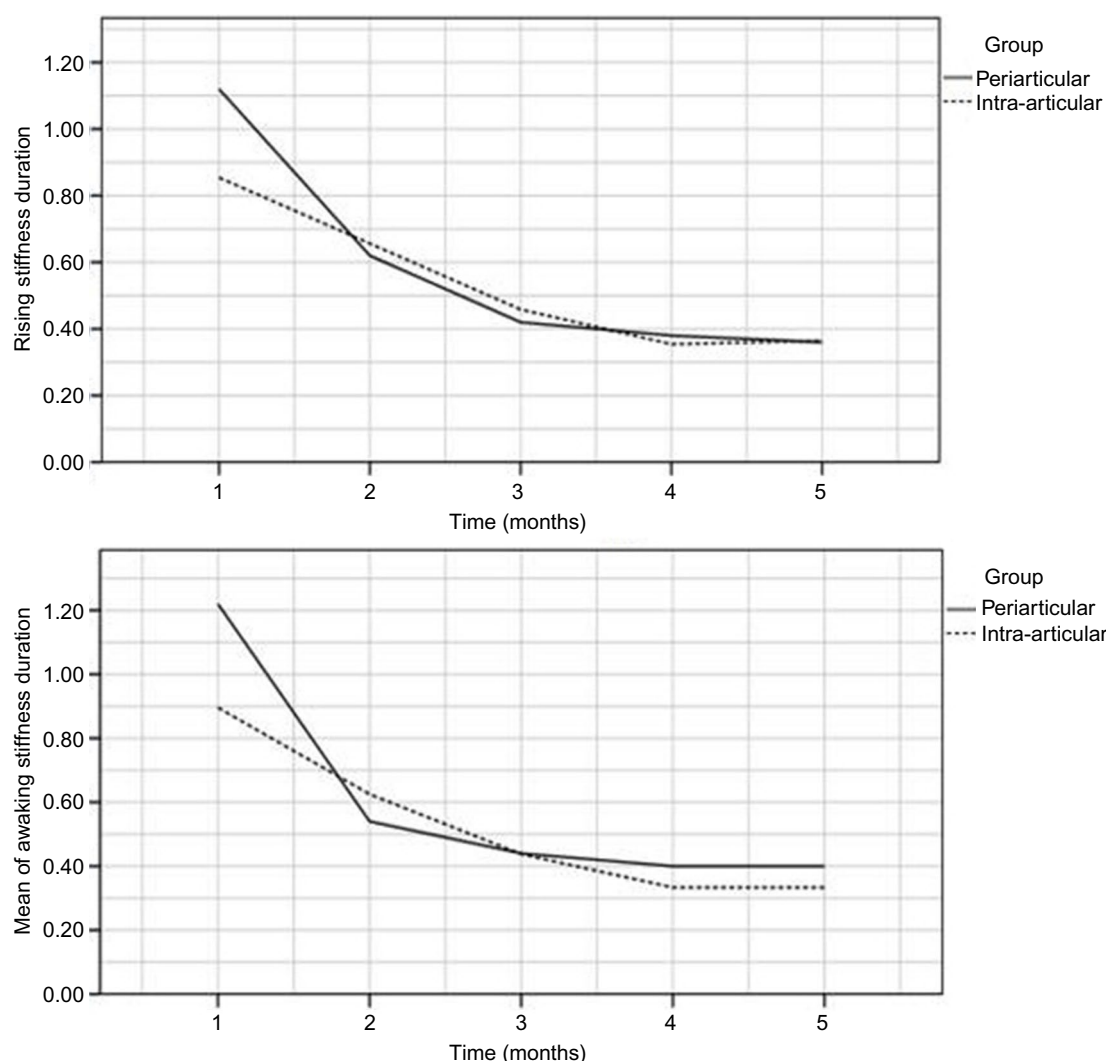 Rising stiffness duration
1.20
1.00
0.80
0.60
0.40
0.20
0.00
1 2 3 4 5
Time (months)
Group
Periarticular
Intra-articular
Mean of awaking stiffness duration
1.20
1.00
0.80
0.60
0.40
0.20
0.00
1 2 3 4 5
Time (months)
Group
Periarticular
Intra-articular